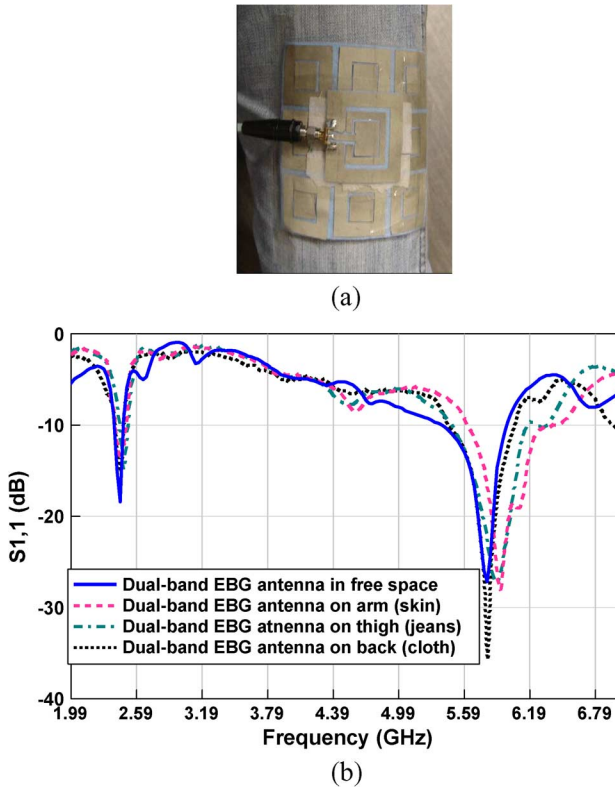 (a)
0
-10
-20
-30
-40
S1,1 (dB)
Dual-band EBG antenna in free space
Dual-band EBG antenna on arm (skin)
Dual-band EBG atnenna on thigh (jeans)
Dual-band EBG antenna on back (cloth)
1.99 2.59 3.19 3.79 4.39 4.99 5.59 6.19 6.79
Frequency (GHz)
(b)